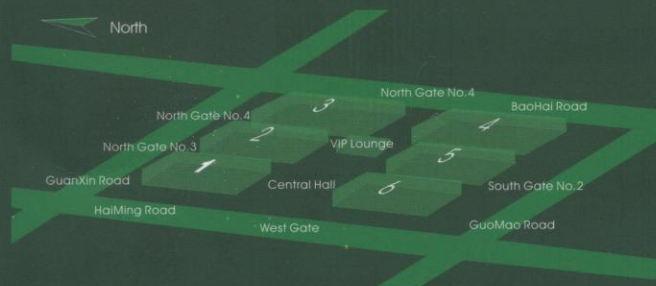 North
North Gate No.4
BaoHai Road
3
North Gate No.4
4
2
VIP Lounge
North Gate No.3
5
1
GuanXin Road
Central Hall
6
South Gate No.2
HaiMing Road
West Gate
GuoMao Road